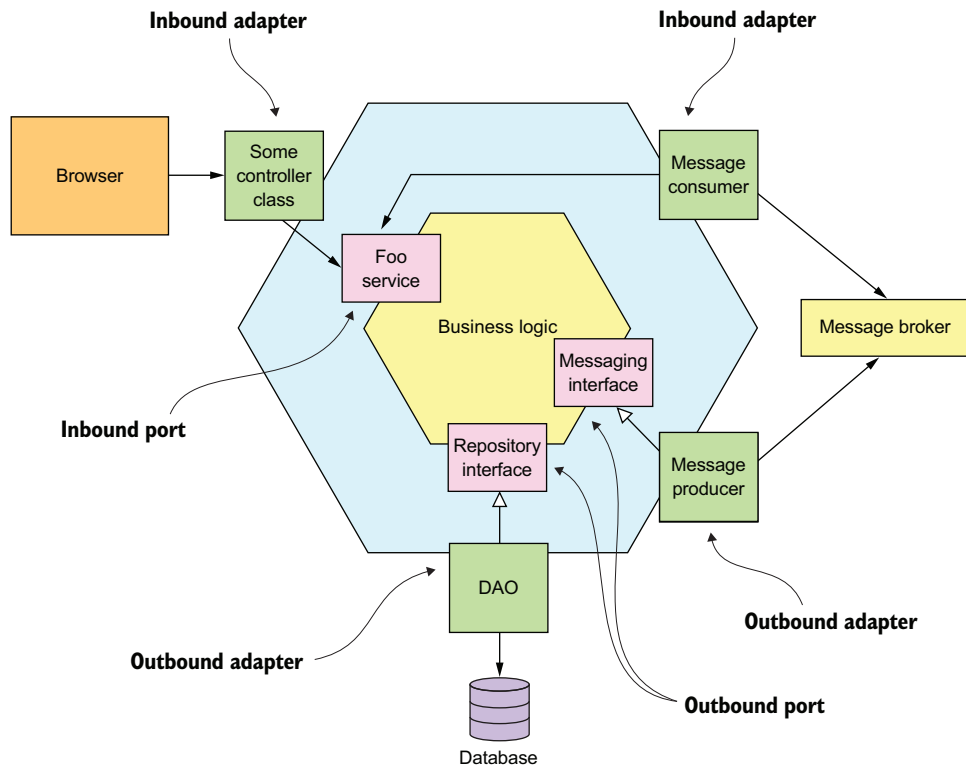 Inbound adapter
Inbound adapter
Browser
Some
controller
class
Message
consumer
Foo
service
Business logic
Message broker
Messaging
interface
Inbound port
Repository
interface
Message
producer
DAO
Outbound adapter
Outbound adapter
Outbound port
Database